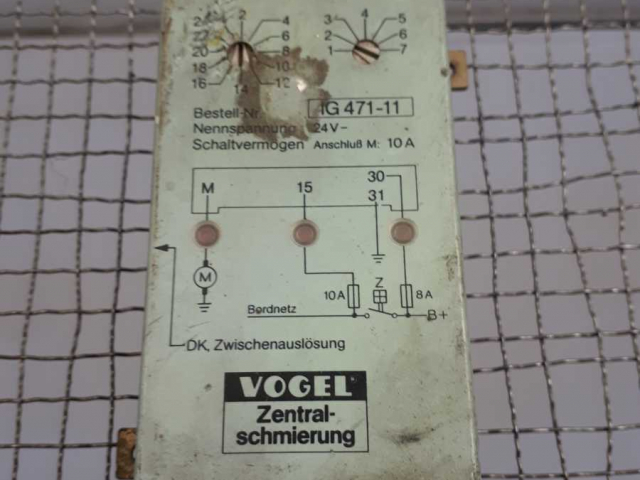 24 2 4
22 6
20 8
18 10
16 14 12
3 4 5
2 6
1 7
Bestell-Nr. IG 471-11
Nennspannung 24V-
Schaltvermögen Anschluß M: 10 A
M 15 30
31
M
10A Z 8A
Bordnetz B+
DK, Zwischenauslösung
VOGEL
Zentral-
schmierung